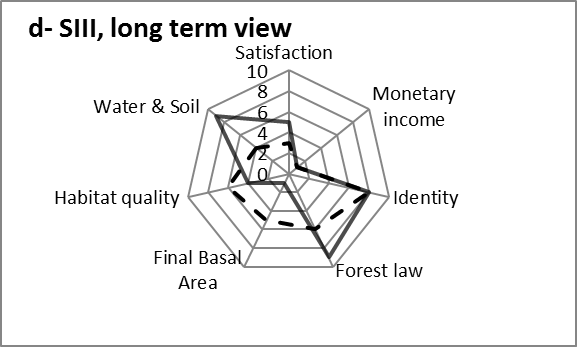 d- SIII, long term view
Satisfaction
10
8
6
4
2
0
Monetary
income
Identity
Forest law
Final Basal
Area
Habitat quality
Water & Soil